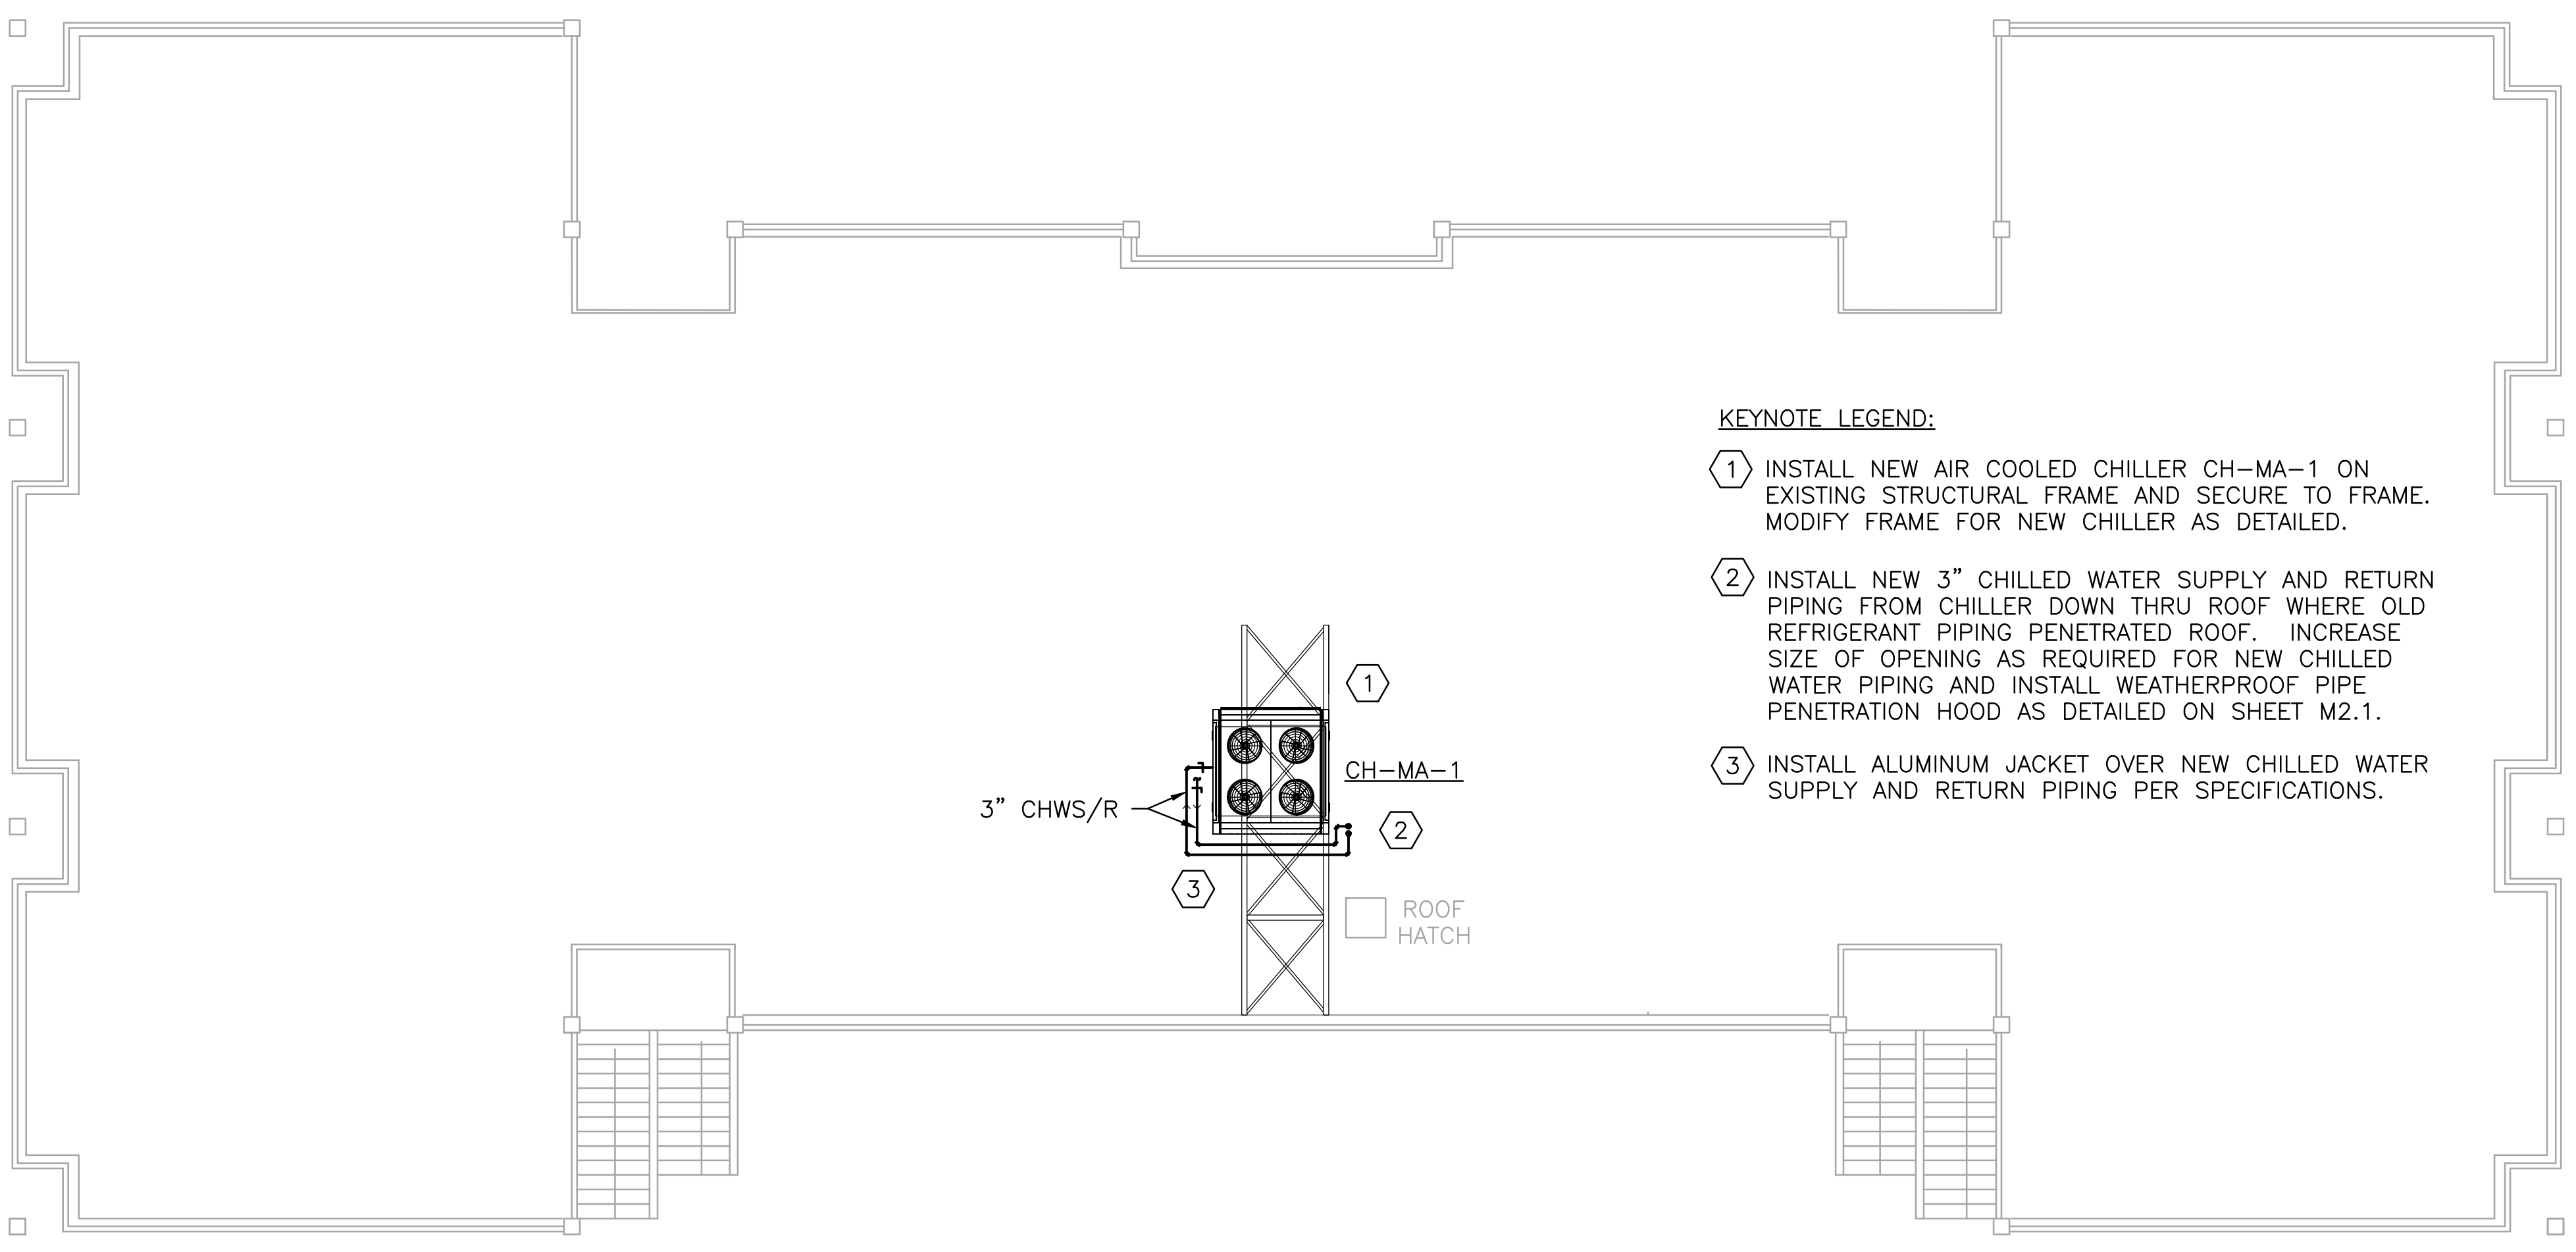 KEYNOTE LEGEND:
1 INSTALL NEW AIR COOLED CHILLER CH-MA-1 ON
EXISTING STRUCTURAL FRAME AND SECURE TO FRAME.
MODIFY FRAME FOR NEW CHILLER AS DETAILED.
2 INSTALL NEW 3" CHILLED WATER SUPPLY AND RETURN
PIPING FROM CHILLER DOWN THRU ROOF WHERE OLD
REFRIGERANT PIPING PENETRATED ROOF. INCREASE
SIZE OF OPENING AS REQUIRED FOR NEW CHILLED
WATER PIPING AND INSTALL WEATHERPROOF PIPE
PENETRATION HOOD AS DETAILED ON SHEET M2.1.
3 INSTALL ALUMINUM JACKET OVER NEW CHILLED WATER
SUPPLY AND RETURN PIPING PER SPECIFICATIONS.
1
CH-MA-1
3" CHWS/R
2
3
ROOF
HATCH